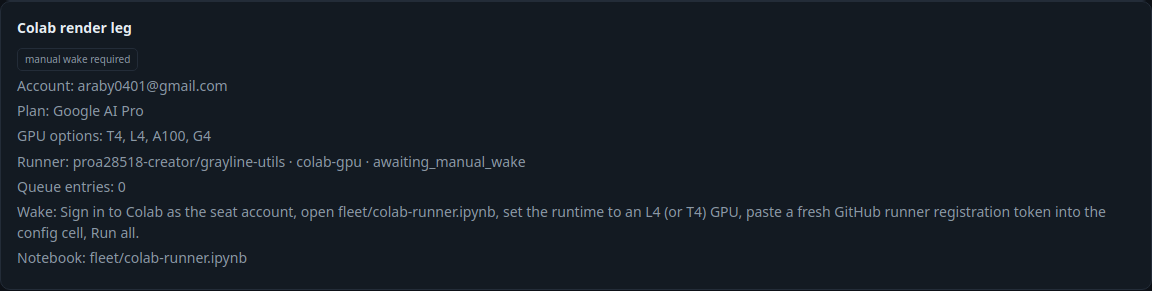 Colab render leg
manual wake required
Account: araby0401@gmail.com
Plan: Google AI Pro
GPU options: T4, L4, A100, G4
Runner: proa28518-creator/grayline-utils · colab-gpu · awaiting_manual_wake
Queue entries: 0
Wake: Sign in to Colab as the seat account, open fleet/colab-runner.ipynb, set the runtime to an L4 (or T4) GPU, paste a fresh GitHub runner registration token into the
config cell, Run all.
Notebook: fleet/colab-runner.ipynb